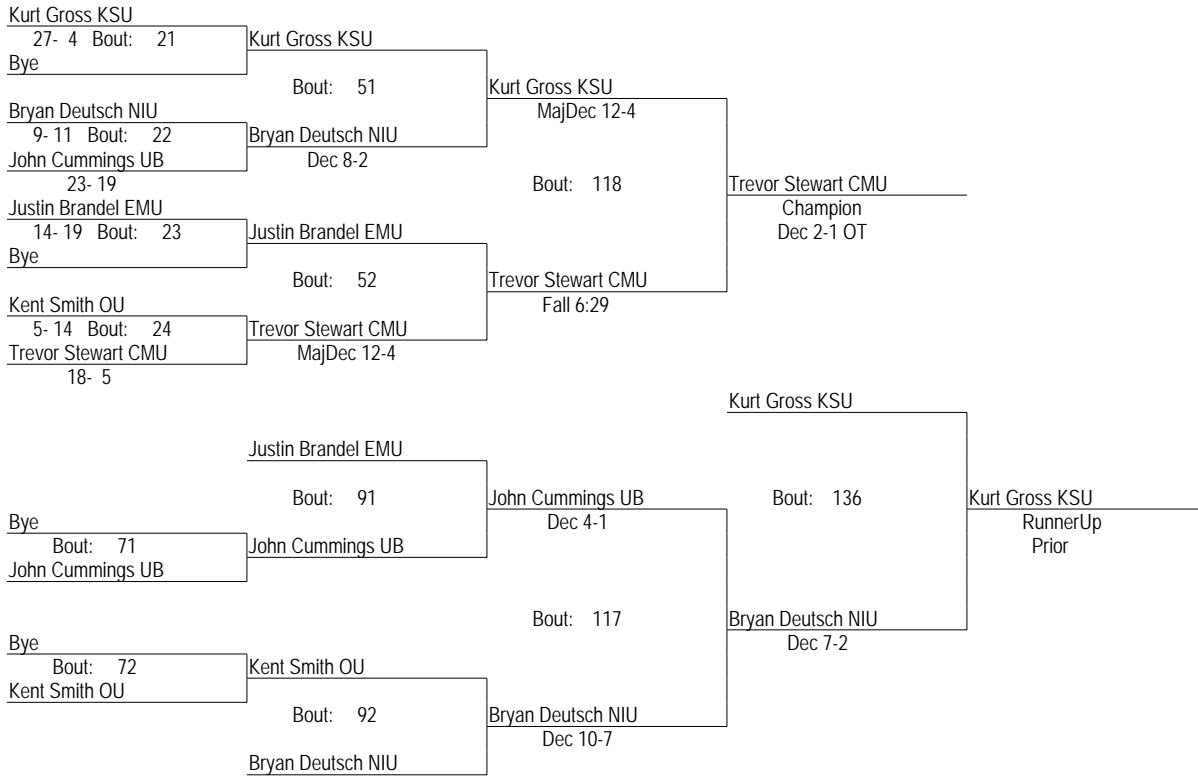 Kurt Gross KSU
27- 4 Bout: 21
Bye
Kurt Gross KSU
Bout: 51
Bryan Deutsch NIU
9- 11 Bout: 22
John Cummings UB
23- 19
Bryan Deutsch NIU
Dec 8-2
Kurt Gross KSU
MajDec 12-4
Bout: 118
Justin Brandel EMU
14- 19 Bout: 23
Bye
Justin Brandel EMU
Bout: 52
Kent Smith OU
5- 14 Bout: 24
Trevor Stewart CMU
18- 5
Trevor Stewart CMU
MajDec 12-4
Trevor Stewart CMU
Fall 6:29
Trevor Stewart CMU
Champion
Dec 2-1 OT
Kurt Gross KSU
Justin Brandel EMU
Bout: 91
Bye
Bout: 71
John Cummings UB
John Cummings UB
John Cummings UB
Dec 4-1
Bout: 136
Kurt Gross KSU
RunnerUp
Prior
Bout: 117
Bye
Bout: 72
Kent Smith OU
Kent Smith OU
Bout: 92
Bryan Deutsch NIU
Bryan Deutsch NIU
Dec 10-7
Bryan Deutsch NIU
Dec 7-2